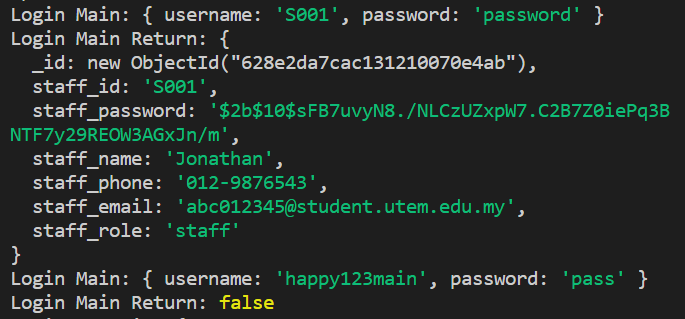 Login Main: { username: 'S001', password: 'password' }
Login Main Return: {
  _id: new ObjectId("628e2da7cac131210070e4ab"),
  staff_id: 'S001',
  staff_password: '$2b$10$sFB7uvyN8./NLCzUZxpW7.C2B7Z0iePq3B
NTF7y29REOW3AGxJn/m',
  staff_name: 'Jonathan',
  staff_phone: '012-9876543',
  staff_email: 'abc012345@student.utem.edu.my',
  staff_role: 'staff'
}
Login Main: { username: 'happy123main', password: 'pass' }
Login Main Return: false